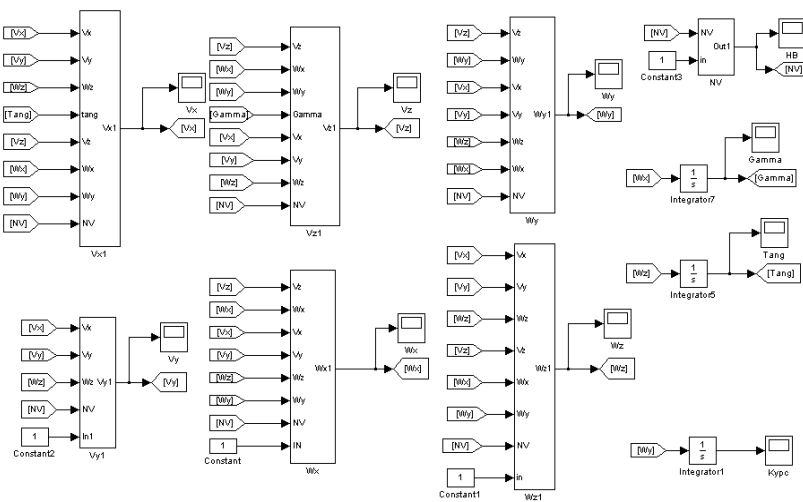 [Vx] Vx
[Vy] Vy
[Wz] Wz
[Tang] tang
[Vz] Vz
[Wx] Wx
[Wy] Wy
[NV] NV
Vx1
Vx
[Vx]
Vx1
[Vz] Vz
[Wx] Wx
[Wy] Wy
[Gamma] Gamma
[Vx] Vx
[Vy] Vy
[Wz] Wz
[NV] NV
Vz1
Vz
[Vz]
Vz1
[Vz] Vz
[Wy] Wy
[Vx] Vx
[Vy] Vy
[Wz] Wz
[Wx] Wx
[NV] NV
Wy1
Wy
[Wy]
Wy
[NV] NV
1 in
Constant3
Out1
NV
HB
[NV]
[Wx]
1
s
Integrator7
Gamma
[Gamma]
[Wz]
1
s
Integrator5
Tang
[Tang]
[Vx] Vx
[Vy] Vy
[Wz] Wz
[NV] NV
1 In1
Constant2
Vy1
Vy
[Vy]
Vy1
[Vz] Vz
[Wx] Wx
[Vx] Vx
[Vy] Vy
[Wz] Wz
[Wy] Wy
[NV] NV
1 IN
Constant
Wx1
Wx
[Wx]
Wx
[Vx] Vx
[Vy] Vy
[Wz] Wz
[Vz] Vz
[Wx] Wx
[Wy] Wy
[NV] NV
1 in
Constant1
Wz1
Wz
[Wz]
Wz1
[Wy]
1
s
Integrator1
Курс